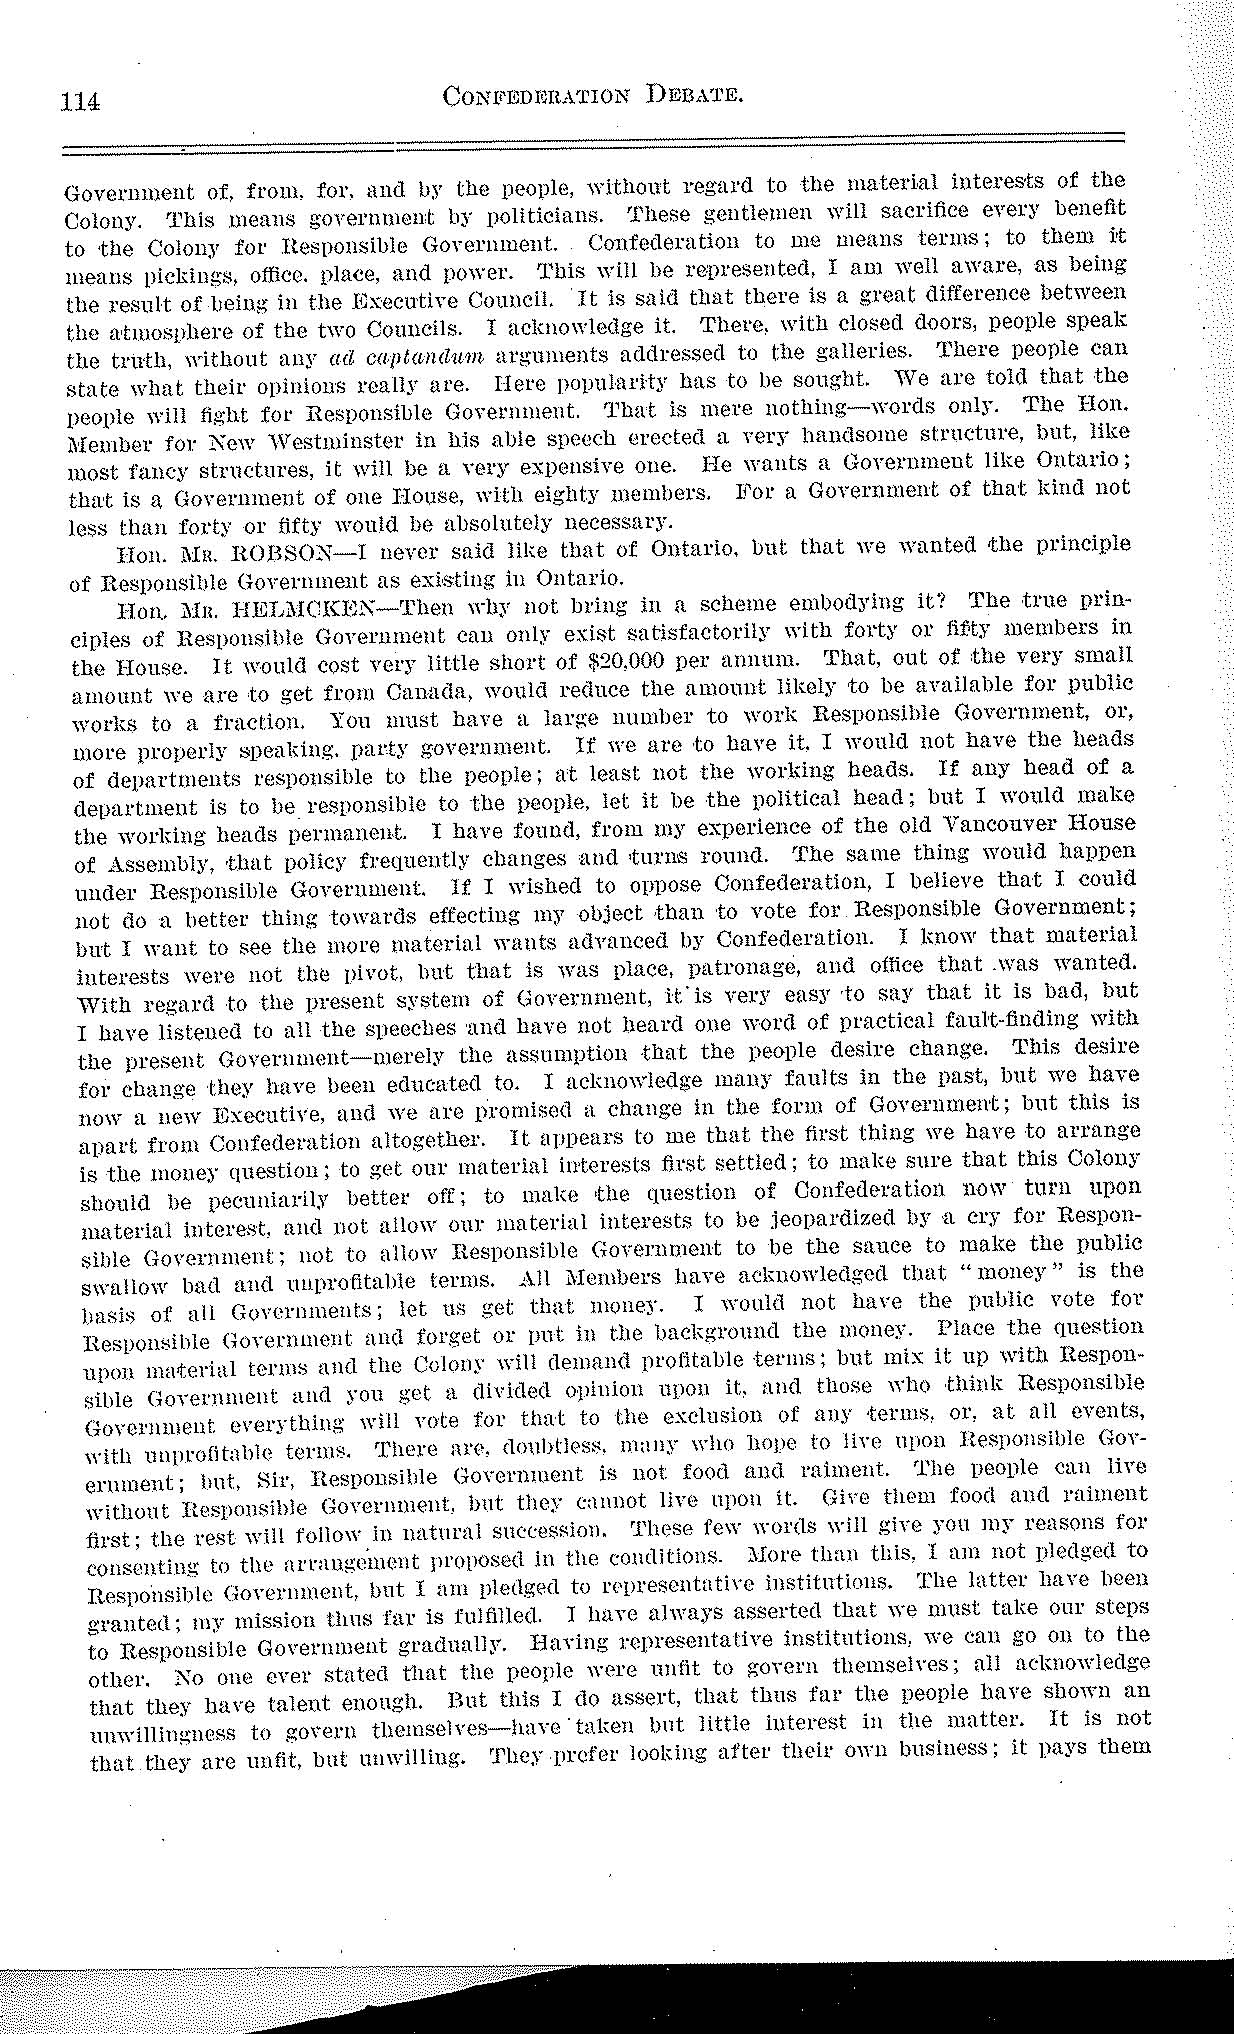 114
CONFEDERATION DEBATE.
Government of, from, for, and by the people, without regard to the material interests of the
Colony. This means government by politicians. These gentlemen will sacrifice every benefit
to the Colony for Responsible Government. Confederation to me means terms; to them it
means pickings, office, place, and power. This will be represented, I am well aware, as being
the result of being in the Executive Council. It is said that there is a great difference between
the atmosphere of the two Councils. I acknowledge it. There, with closed doors, people speak
the truth, without any ad captandum arguments addressed to the galleries. There people can
state what their opinions really are. Here popularity has to be sought. We are told that the
people will fight for Responsible Government. That is mere nothing—words only. The Hon.
Member for New Westminster in his able speech erected a very handsome structure, but, like
most fancy structures, it will be a very expensive one. He wants a Government like Ontario;
that is a Government of one House, with eighty members. For a Government of that kind not
less than forty or fifty would be absolutely necessary.
Hon. MR. ROBSON—I never said like that of Ontario, but that we wanted the principle
of Responsible Government as existing in Ontario.
Hon. MR. HELMCKEN—Then why not bring in a scheme embodying it? The true prin-
ciples of Responsible Government can only exist satisfactorily with forty or fifty members in
the House. It would cost very little short of $20,000 per annum. That, out of the very small
amount we are to get from Canada, would reduce the amount likely to be available for public
works to a fraction. You must have a large number to work Responsible Government, or,
more properly speaking, party government. If we are to have it, I would not have the heads
of departments responsible to the people; at least not the working heads. If any head of a
department is to be responsible to the people, let it be the political head; but I would make
the working heads permanent. I have found, from my experience of the old Vancouver House
of Assembly, that policy frequently changes and turns round. The same thing would happen
under Responsible Government. If I wished to oppose Confederation, I believe that I could
not do a better thing towards effecting my object than to vote for Responsible Government;
but I want to see the more material wants advanced by Confederation. I know that material
interests were not the pivot, but that is was place, patronage, and office that was wanted.
With regard to the present system of Government, it is very easy to say that it is bad, but
I have listened to all the speeches and have not heard one word of practical fault-finding with
the present Government—merely the assumption that the people desire change. This desire
for change they have been educated to. I acknowledge many faults in the past, but we have
now a new Executive, and we are promised a change in the form of Government; but this is
apart from Confederation altogether. It appears to me that the first thing we have to arrange
is the money question; to get our material interests first settled; to make sure that this Colony
should be pecuniarily better off; to make the question of Confederation now turn upon
material interest, and not allow our material interests to be jeopardized by a cry for Respon-
sible Government; not to allow Responsible Government to be the sauce to make the public
swallow bad and unprofitable terms. All Members have acknowledged that "money" is the
basis of all Governments; let us get that money. I would not have the public vote for
Responsible Government and forget or put in the background the money. Place the question
upon material terms and the Colony will demand profitable terms; but mix it up with Respon-
sible Government and you get a divided opinion upon it, and those who think Responsible
Government everything will vote for that to the exclusion of any terms, or, at all events,
with unprofitable terms. There are, doubtless, many who hope to live upon Responsible Gov-
ernment; but, Sir, Responsible Government is not food and raiment. The people can live
without Responsible Government, but they cannot live upon it. Give them food and raiment
first; the rest will follow in natural succession. These few words will give you my reasons for
consenting to the arrangement proposed in the conditions. More than this, I am not pledged to
Responsible Government, but I am pledged to representative institutions. The latter have been
granted; my mission thus far is fulfilled. I have always asserted that we must take our steps
to Responsible Government gradually. Having representative institutions, we can go on to the
other. No one ever stated that the people were unfit to govern themselves; all acknowledge
that they have talent enough. But this I do assert, that thus far the people have shown an
unwillingness to govern themselves—have taken but little interest in the matter. It is not
that they are unfit, but unwilling. They prefer looking after their own business; it pays them